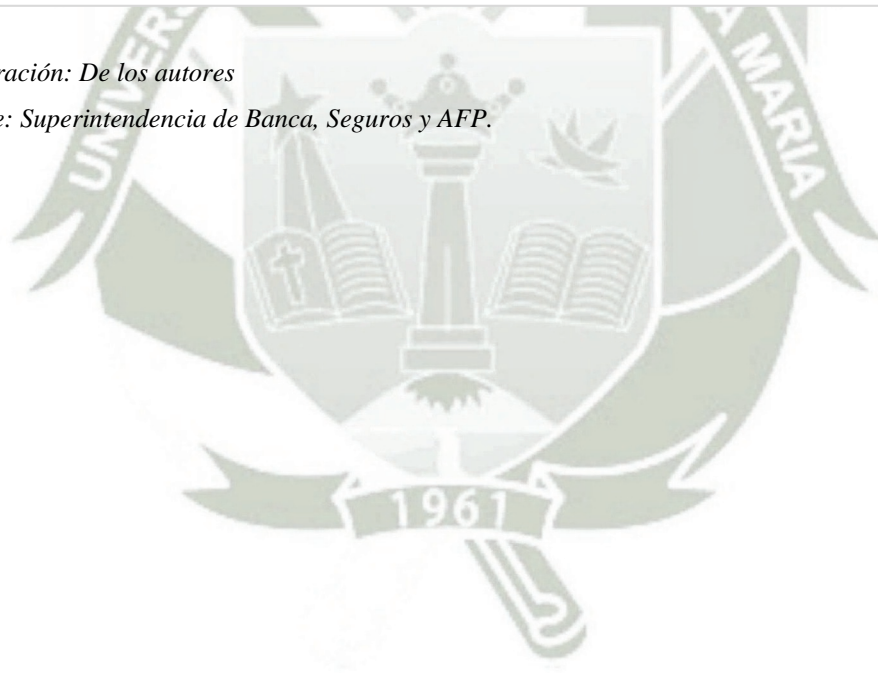 ración: De los autores
e: Superintendencia de Banca, Seguros y AFP.
MARIA
1961